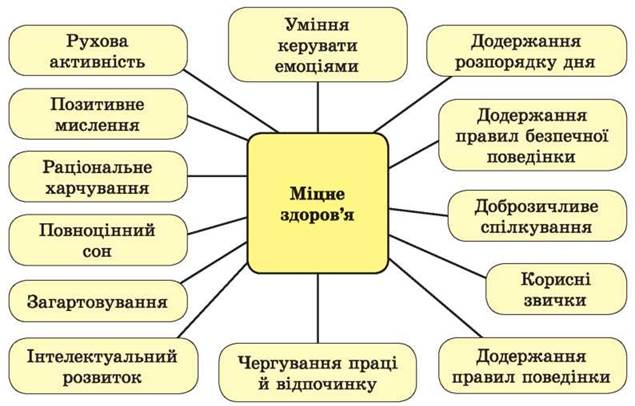 Рухова
активність
Уміння
керувати
емоціями
Додержання
розпорядку дня
Позитивне
мислення
Додержання
правил безпечної
поведінки
Раціональне
харчування
Міцне
здоров’я
Доброзичливе
спілкування
Повноцінний
сон
Корисні
звички
Загартовування
Інтелектуальний
розвиток
Чергування праці
й відпочинку
Додержання
правил поведінки